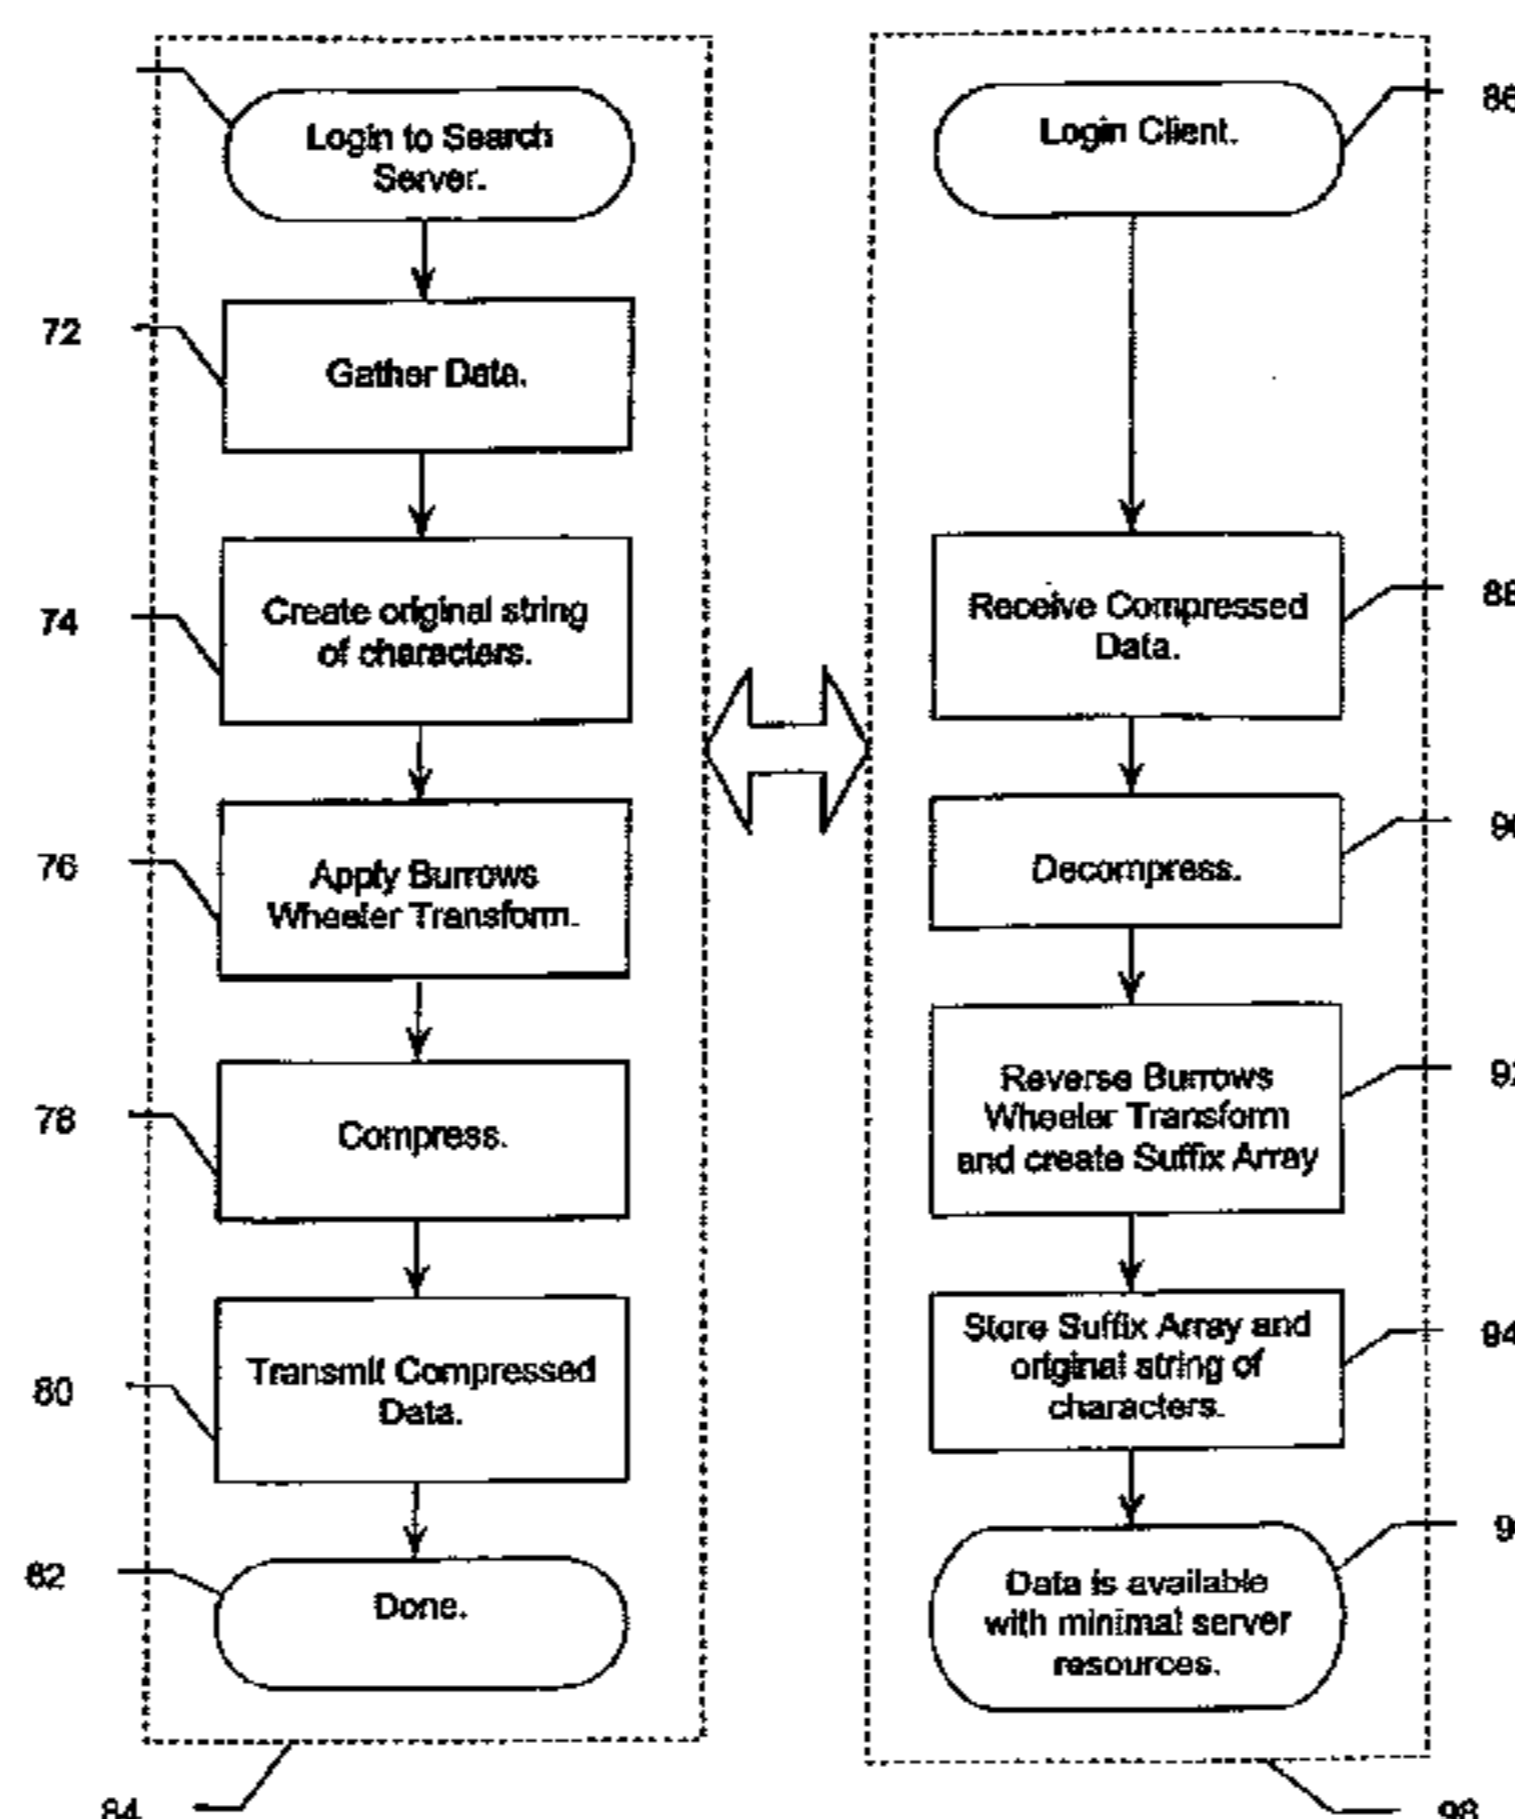 Login to Search
Server.
72
Gather Data.
74
Create original string
of characters.
76
Apply Burrows
Wheeler Transform.
78
Compress.
80
Transmit Compressed
Data.
82
Done.
84
Login Client.
86
Receive Compressed
Data.
88
Decompress.
Reverse Burrows
Wheeler Transform
and create Suffix Array
Store Suffix Array and
original string of
characters.
94
Data is available
with minimal server
resources.
98